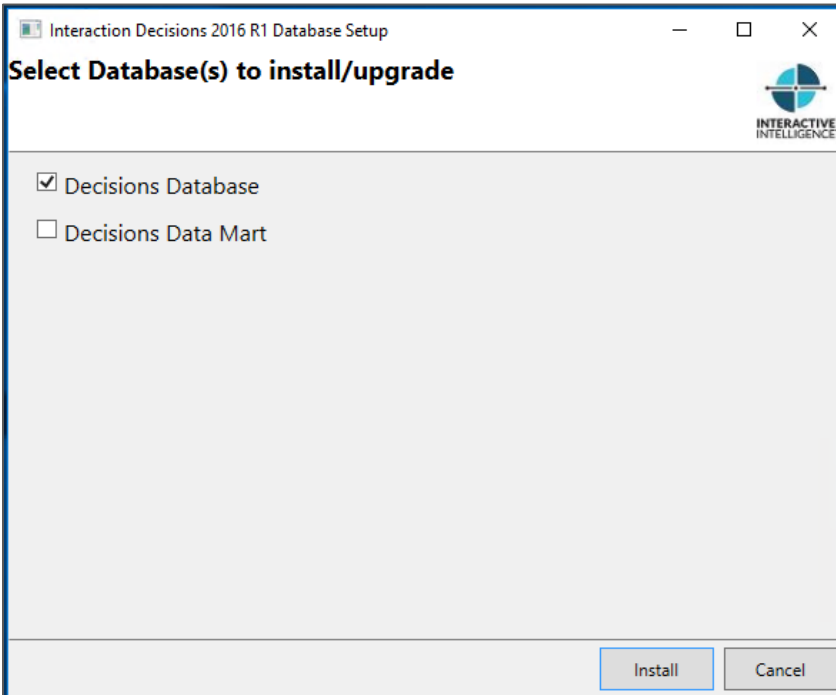 Interaction Decisions 2016 R1 Database Setup
Select Database(s) to install/upgrade
INTERACTIVE
INTELLIGENCE
Decisions Database
Decisions Data Mart
Install
Cancel